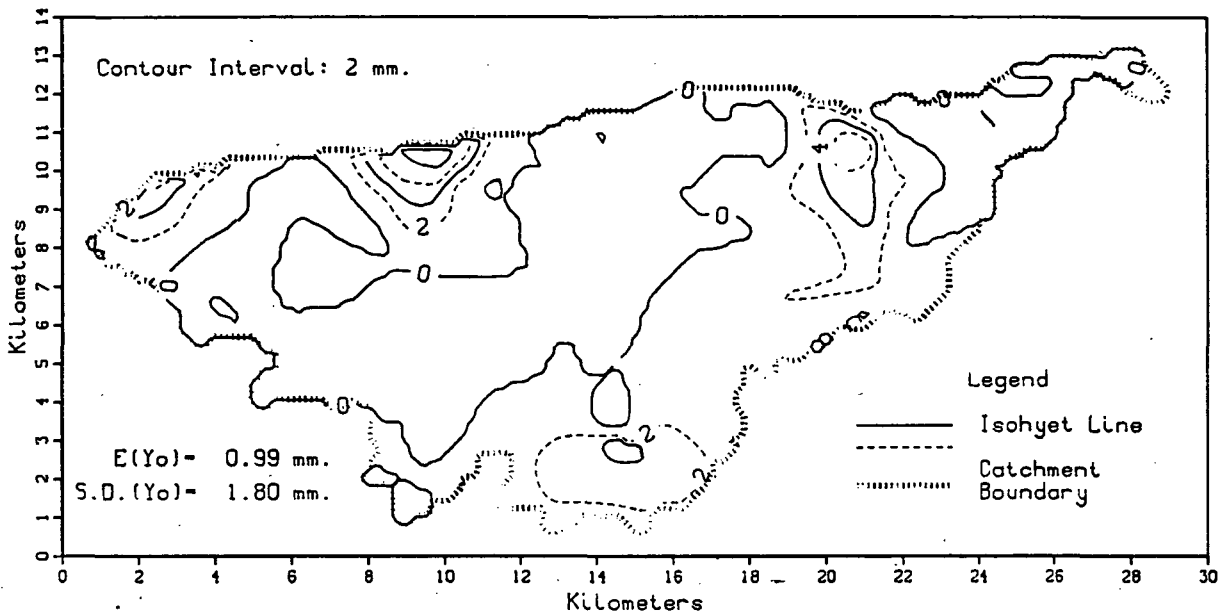 14
13
12
11
10
9
8
7
6
5
4
3
2
1
0
Kilometers
Contour Interval: 2 mm.
0
0
0
4
2
2
0
0
0
0
2
2
E(Yo)= 0.99 mm.
S.D.(Yo)= 1.80 mm.
Legend
Isohyet Line
Catchment
Boundary
0 2 4 6 8 10 12 14 16 18 20 22 24 26 28 30
Kilometers